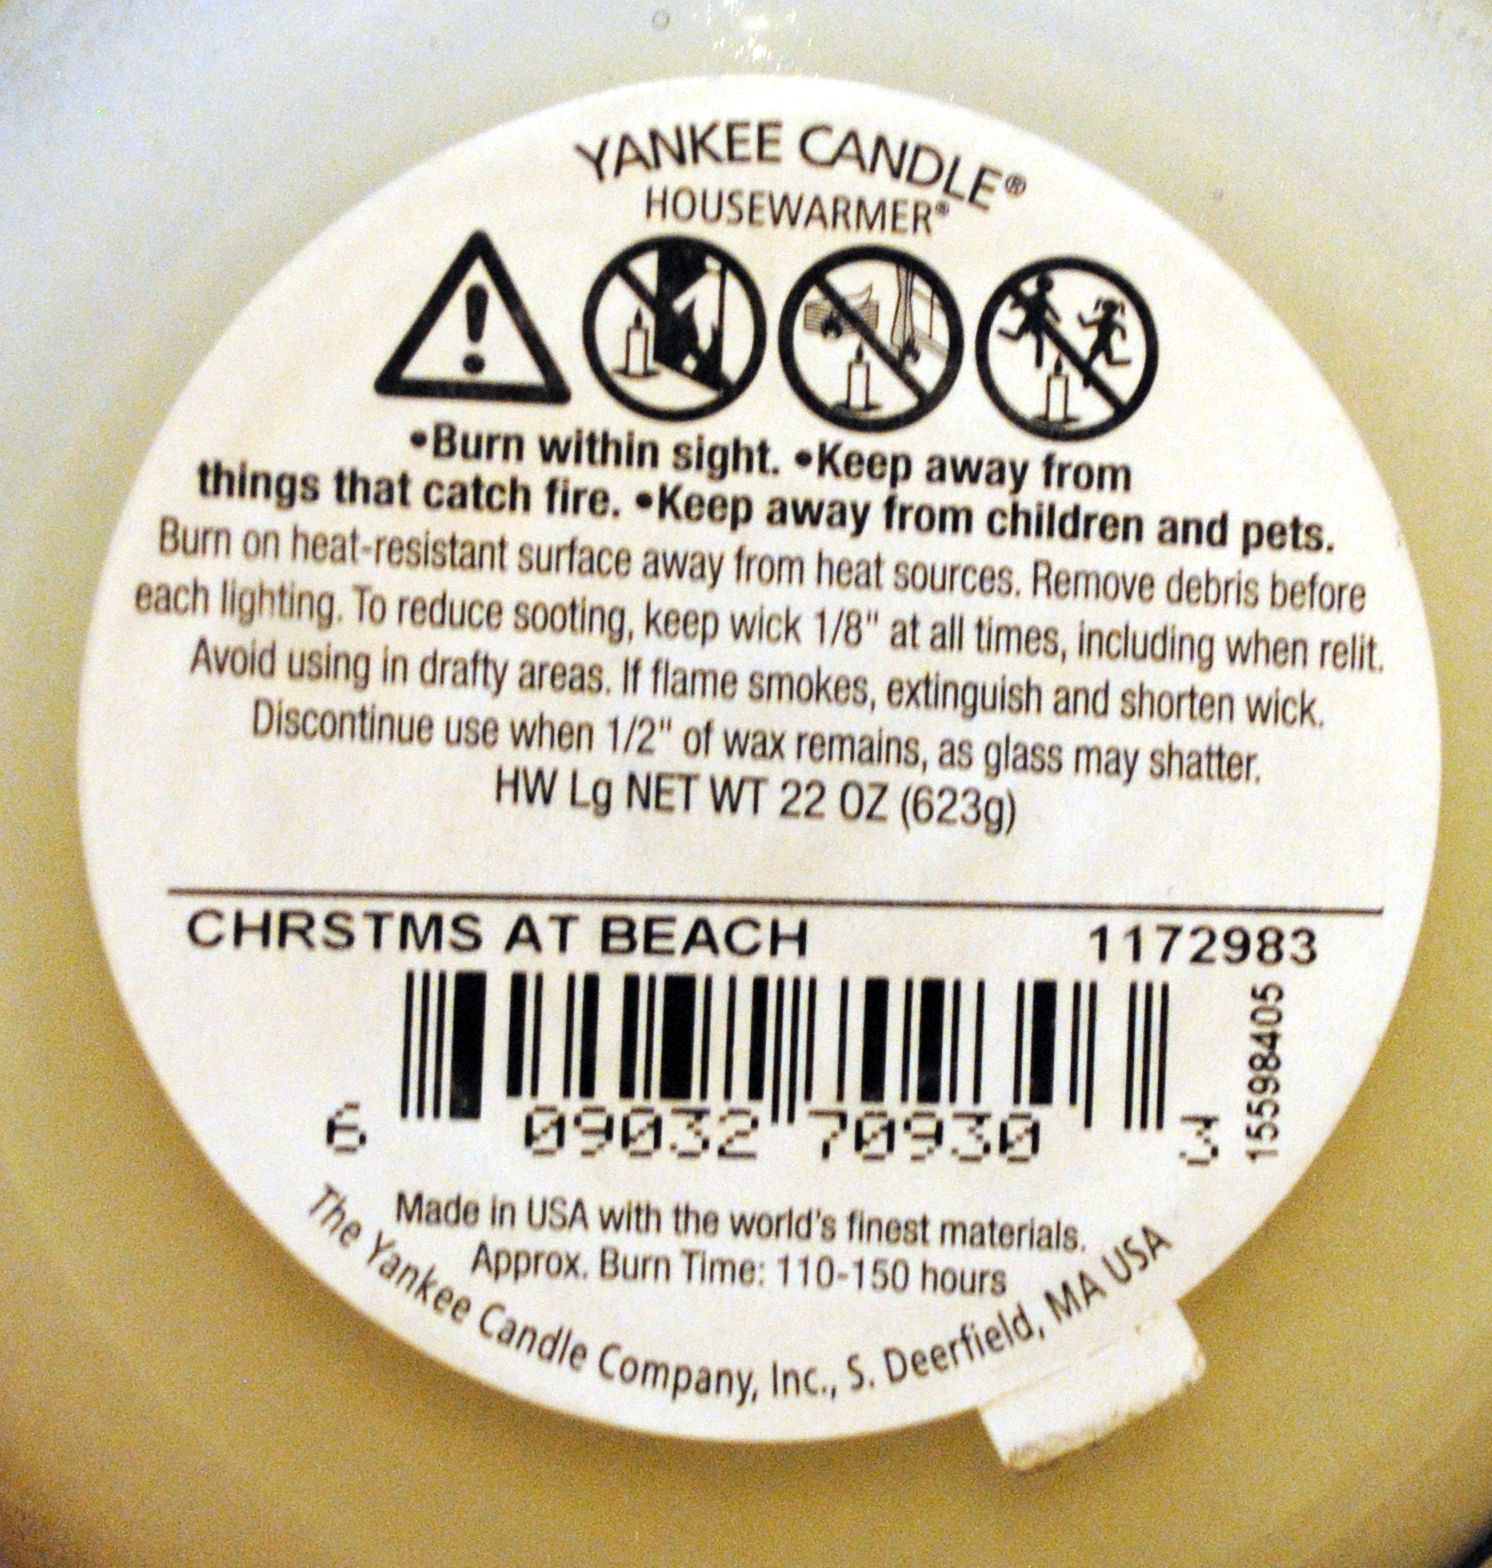 YANKEE CANDLE®
HOUSEWARMER®
•Burn within sight. •Keep away from
things that catch fire. •Keep away from children and pets.
Burn on heat-resistant surface away from heat sources. Remove debris before
each lighting. To reduce sooting, keep wick 1/8" at all times, including when relit.
Avoid using in drafty areas. If flame smokes, extinguish and shorten wick.
Discontinue use when 1/2" of wax remains, as glass may shatter.
HW Lg NET WT 22 OZ (623g)
CHRSTMS AT BEACH 1172983
15598405
6 09032 70930 3
Made in USA with the world's finest materials.
Approx. Burn Time: 110-150 hours
The Yankee Candle Company, Inc., S. Deerfield, MA USA